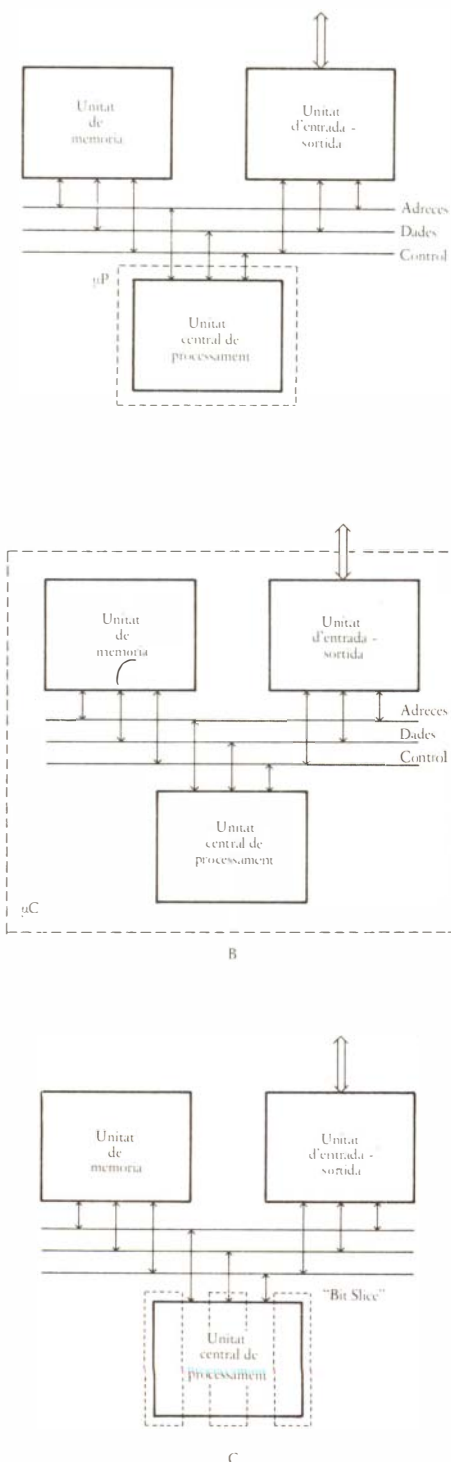 Unitat
de
memoria
Unitat
d'entrada -
sortida
Adreces
Dades
Control
µP
Unitat
central de
processament
Unitat
de
memoria
Unitat
d'entrada -
sortida
Adreces
Dades
Control
Unitat
central de
processament
µC
B
Unitat
de
memoria
Unitat
d'entrada -
sortida
"Bit Slice"
Unitat
central de
processament
C